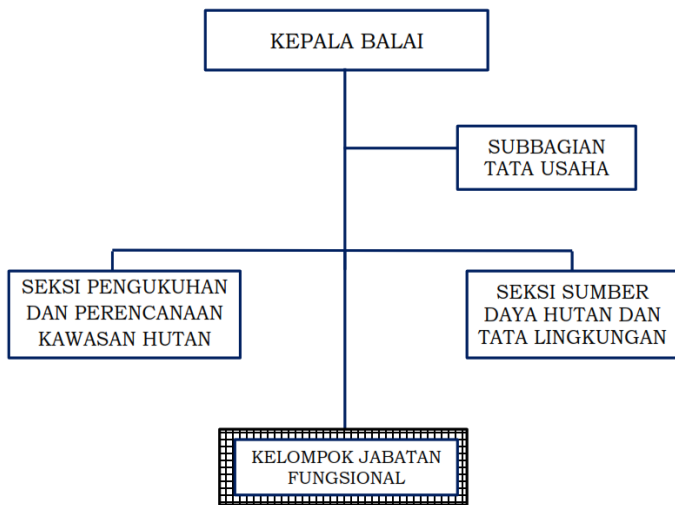 KEPALA BALAI
SUBBAGIAN
TATA USAHA
SEKSI PENGUKUHAN
DAN PERENCANAAN
KAWASAN HUTAN
SEKSI SUMBER
DAYA HUTAN DAN
TATA LINGKUNGAN
KELOMPOK JABATAN
FUNGSIONAL